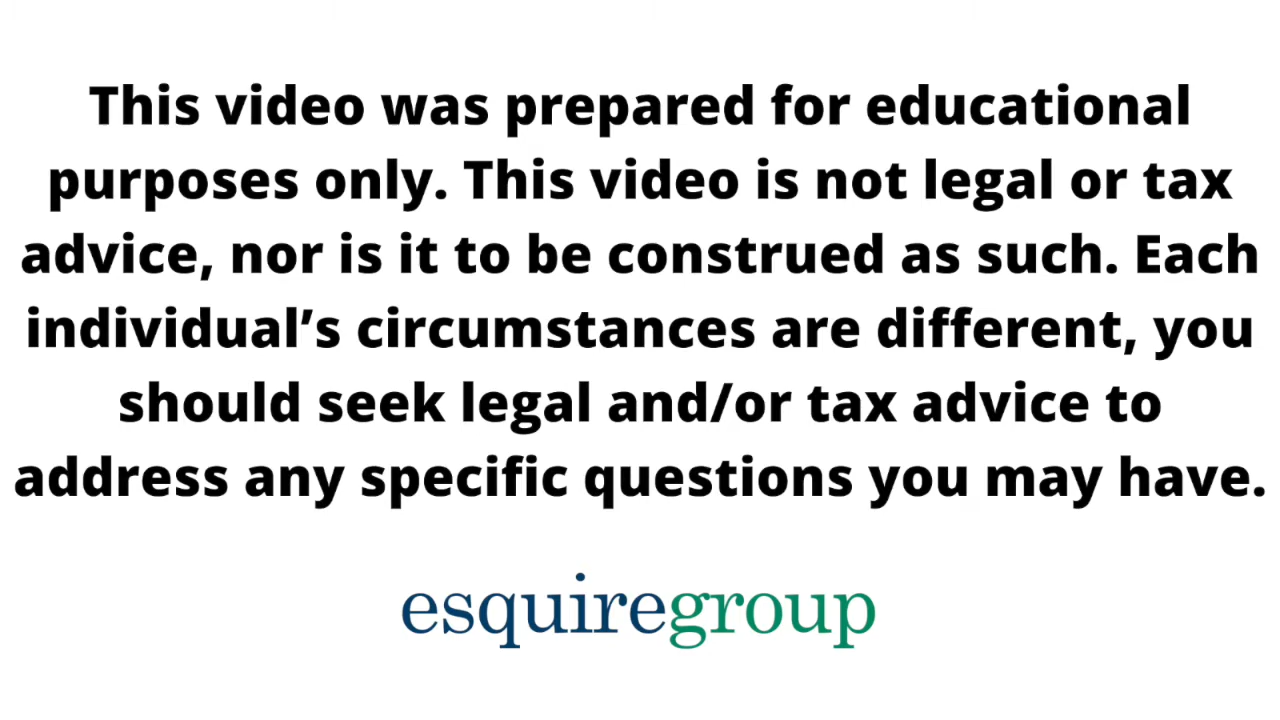 This video was prepared for educational
purposes only. This video is not legal or tax
advice, nor is it to be construed as such. Each
individual’s circumstances are different, you
should seek legal and/or tax advice to
address any specific questions you may have.
esquiregroup